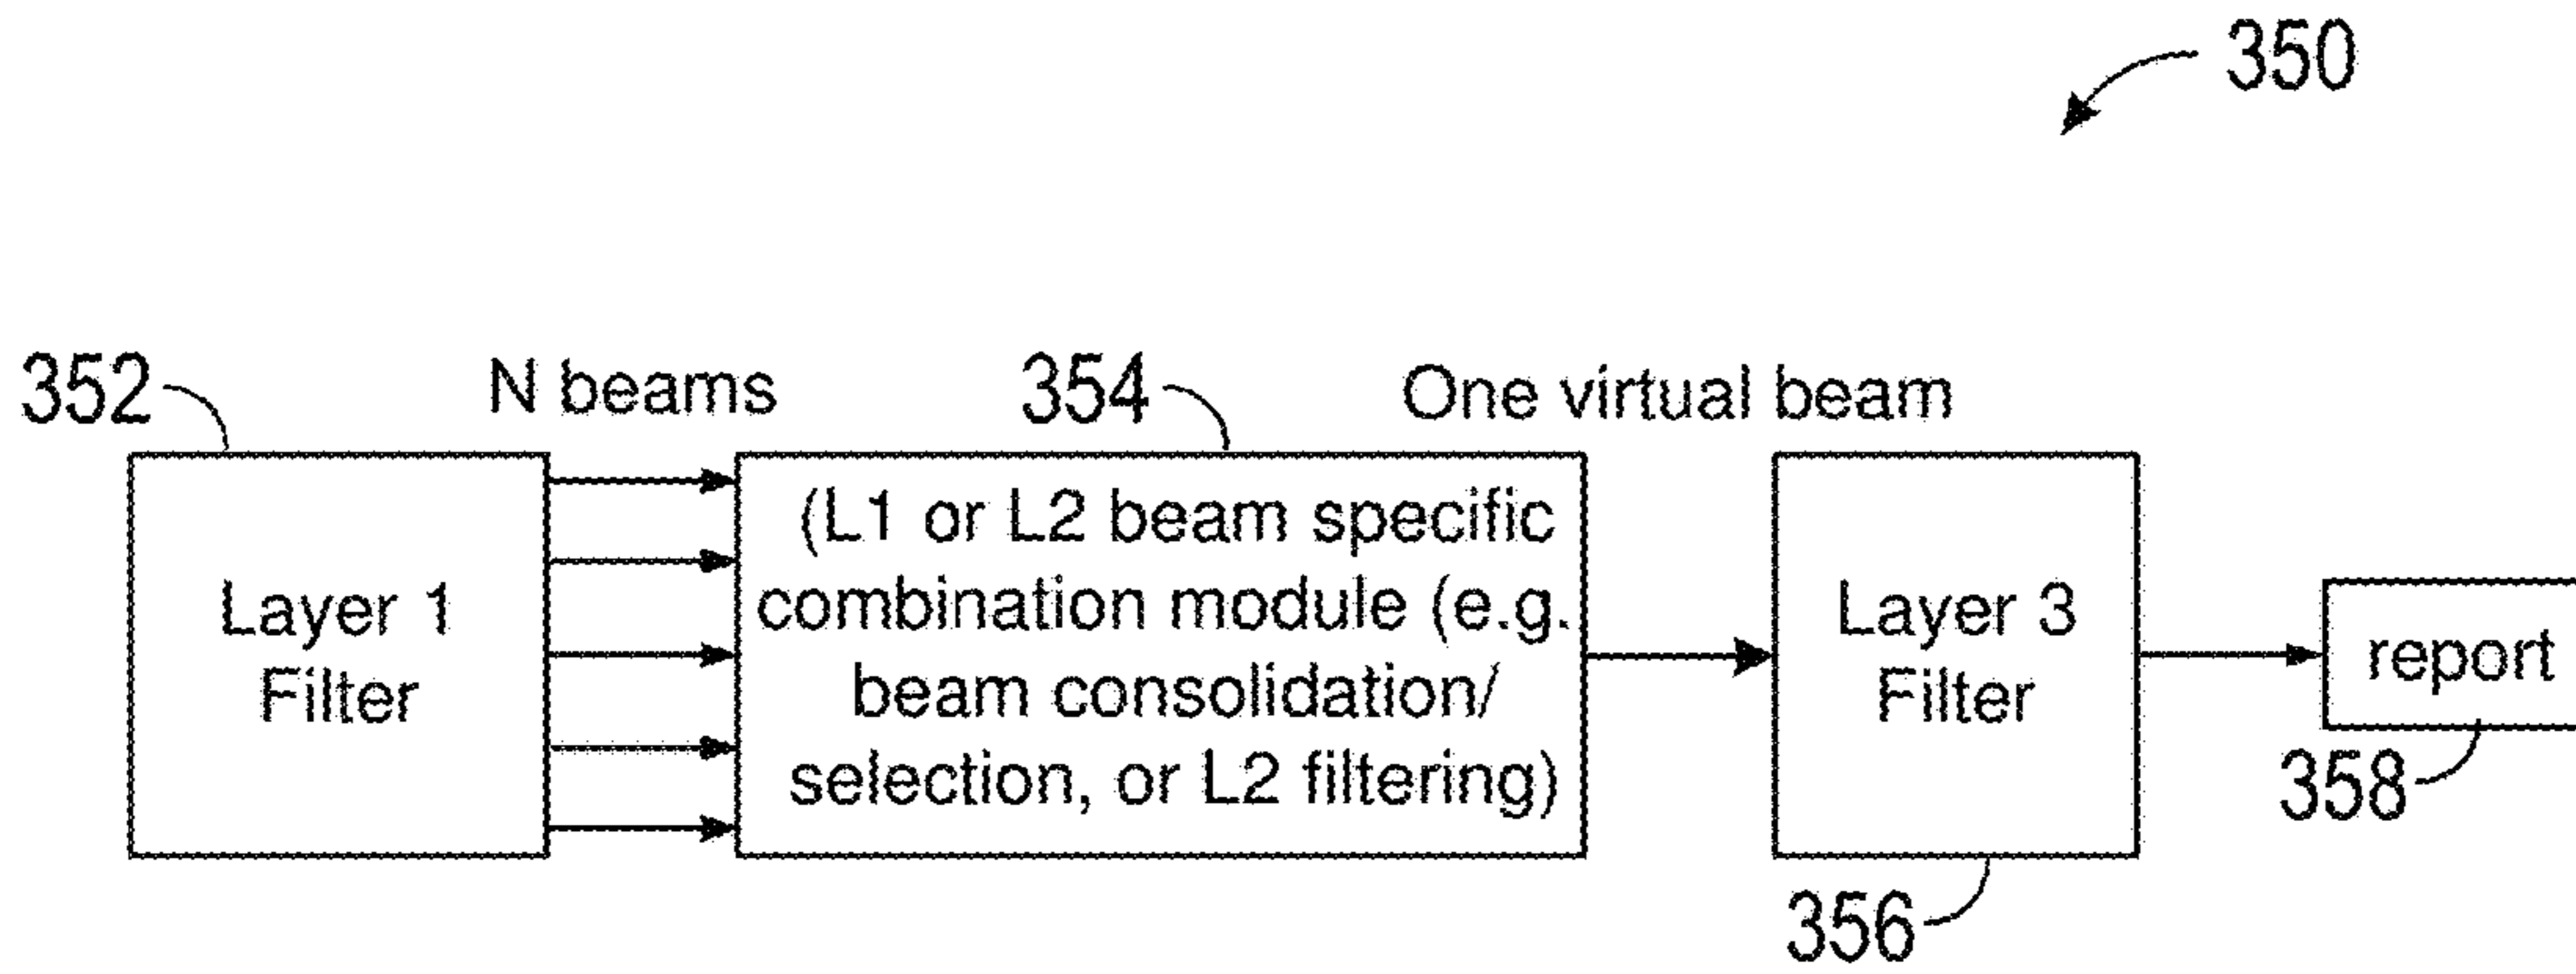 350
352
N beams
354
One virtual beam
Layer 1
Filter
(L1 or L2 beam specific
combination module (e.g.
beam consolidation/
selection, or L2 filtering)
Layer 3
Filter
report
358
356